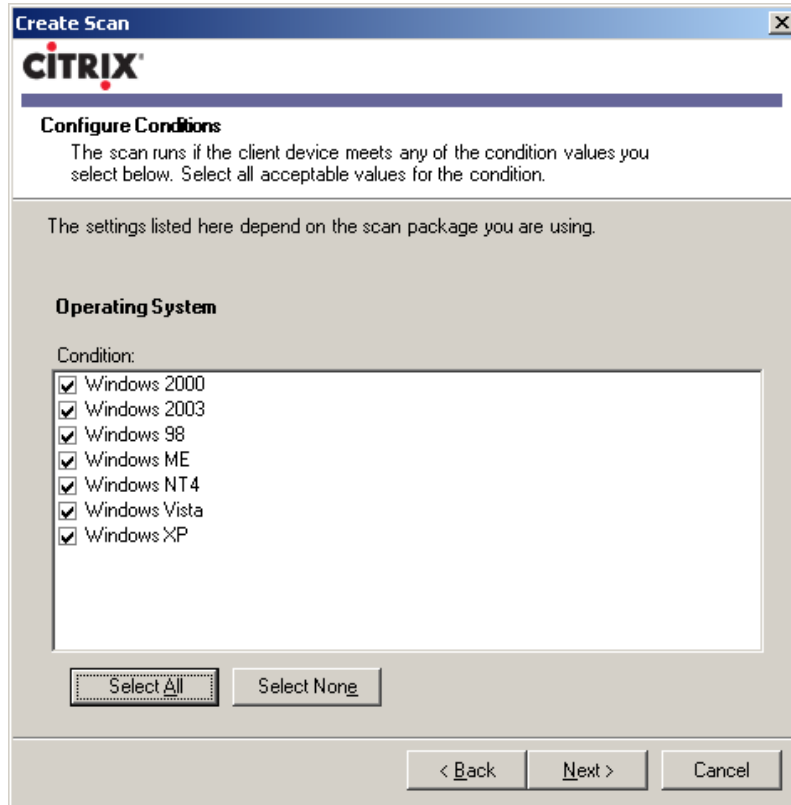 Create Scan
CİTRIX
Configure Conditions
The scan runs if the client device meets any of the condition values you
select below. Select all acceptable values for the condition.
The settings listed here depend on the scan package you are using.
Operating System
Condition:
Windows 2000
Windows 2003
Windows 98
Windows ME
Windows NT4
Windows Vista
Windows XP
Select All
Select None
< Back
Next >
Cancel